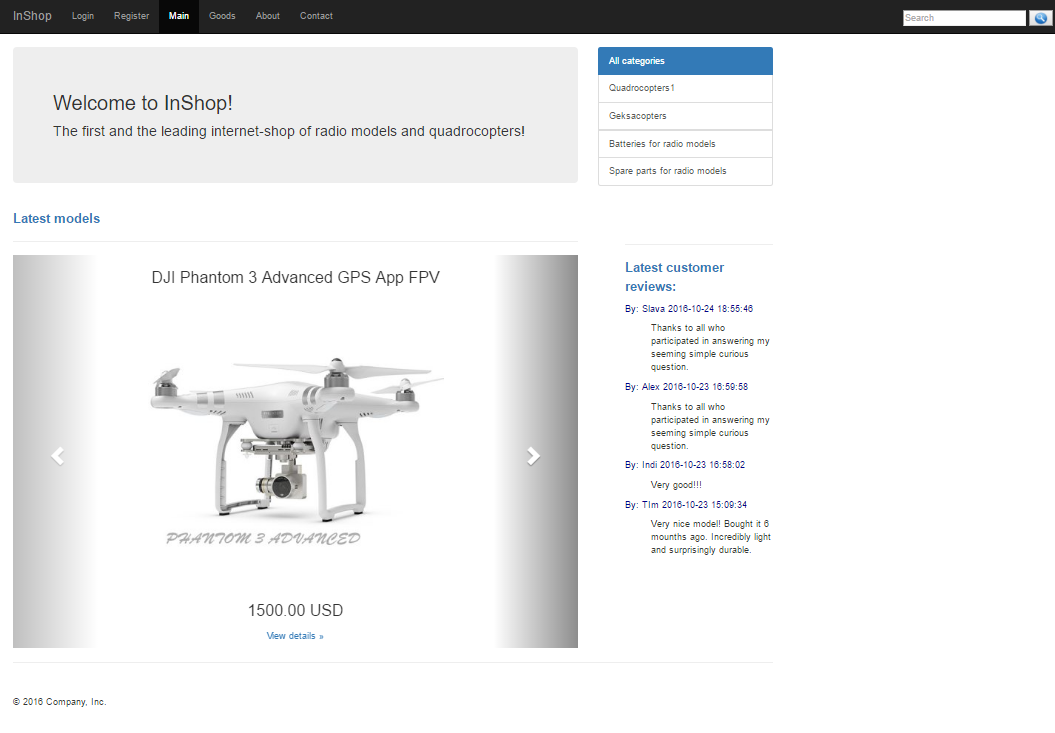 InShop Login Register Main Goods About Contact Search
Welcome to InShop!
The first and the leading internet-shop of radio models and quadrocopters!
All categories
Quadrocopters1
Geksacopters
Batteries for radio models
Spare parts for radio models
Latest models
DJI Phantom 3 Advanced GPS App FPV
PHANTOM 3 ADVANCED
1500.00 USD
View details »
Latest customer
reviews:
By: Slava 2016-10-24 18:55:46
Thanks to all who
participated in answering my
seeming simple curious
question.
By: Alex 2016-10-23 16:59:58
Thanks to all who
participated in answering my
seeming simple curious
question.
By: Indi 2016-10-23 16:58:02
Very good!!!
By: TIm 2016-10-23 15:09:34
Very nice model! Bought it 6
mounths ago. Incredibly light
and surprisingly durable.
© 2016 Company, Inc.